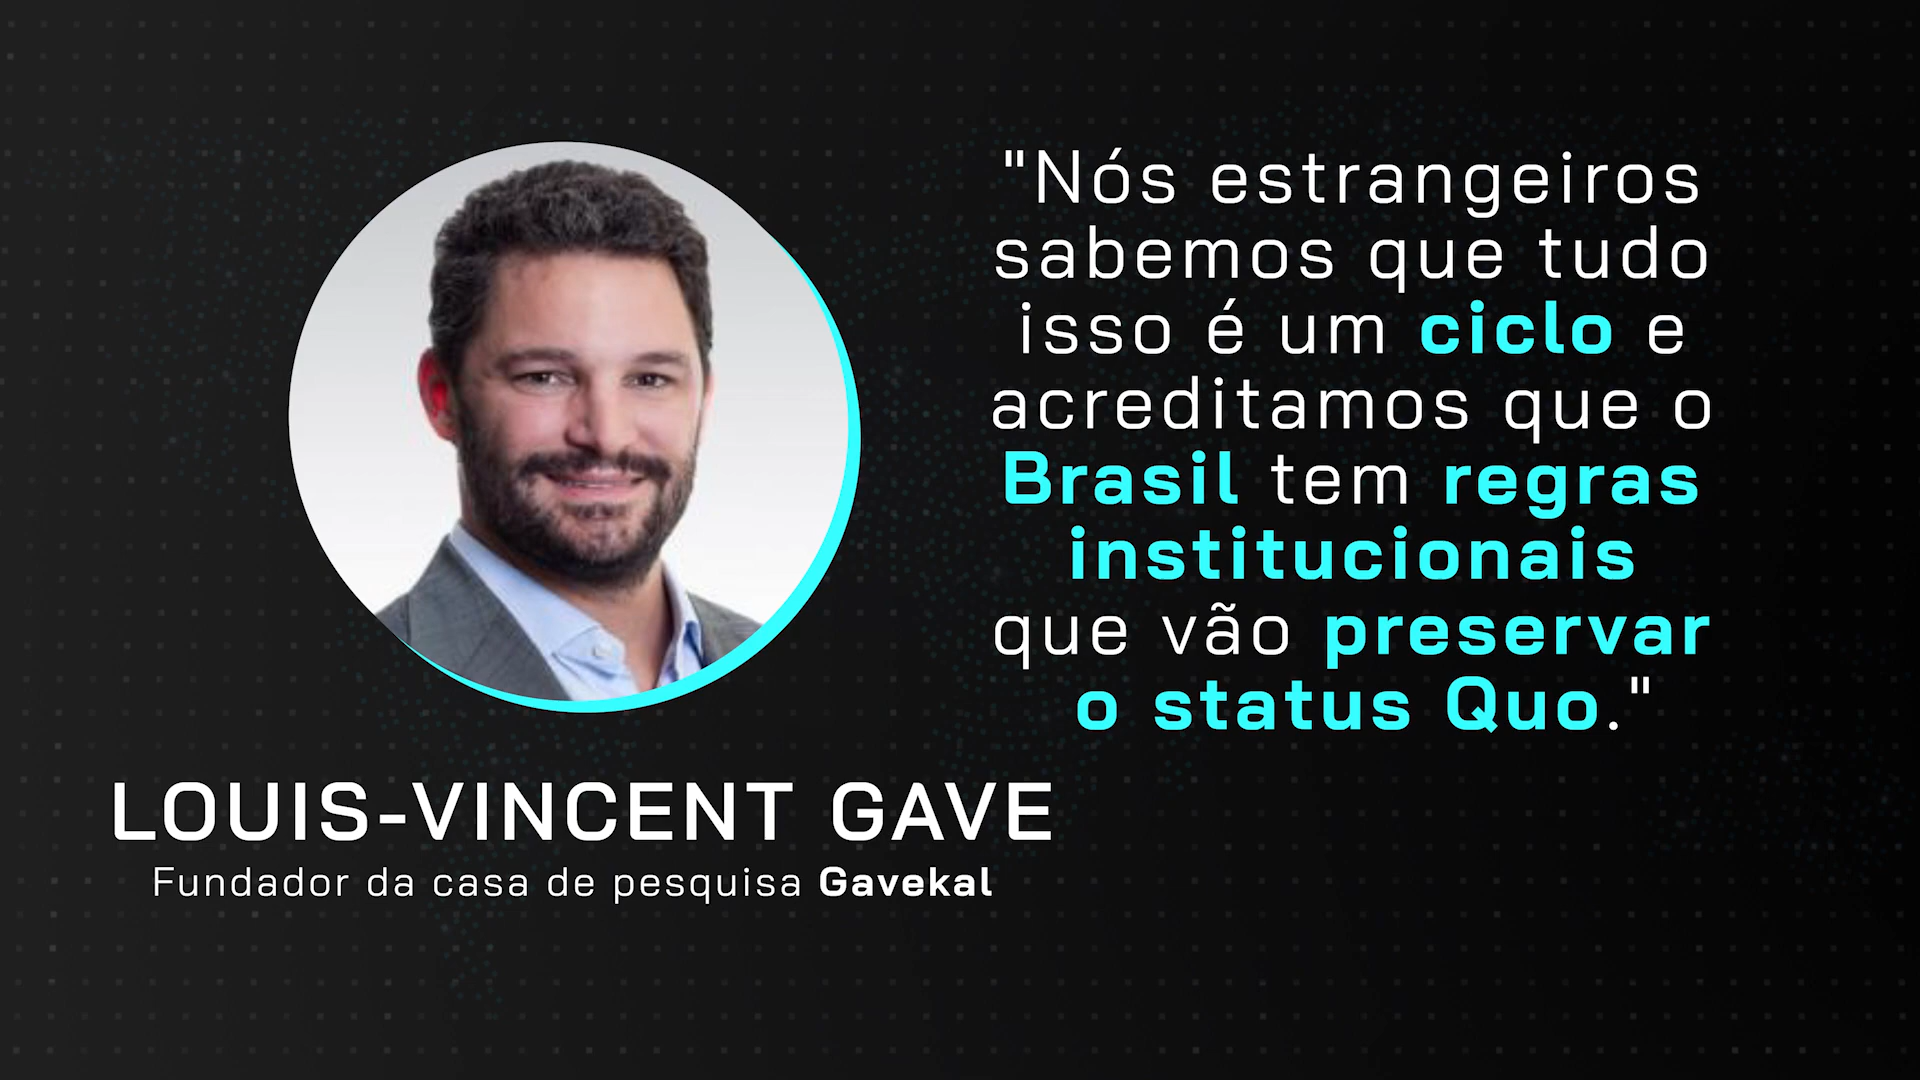 "Nós estrangeiros
sabemos que tudo
isso é um ciclo e
acreditamos que o
Brasil tem regras
institucionais
que vão preservar
o status Quo."
LOUIS-VINCENT GAVE
Fundador da casa de pesquisa Gavekal